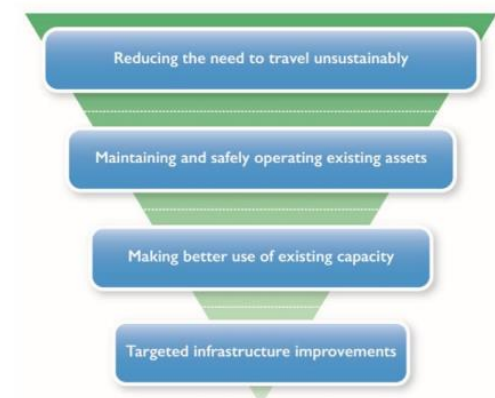 Reducing the need to travel unsustainably
Maintaining and safely operating existing assets
Making better use of existing capacity
Targeted infrastructure improvements